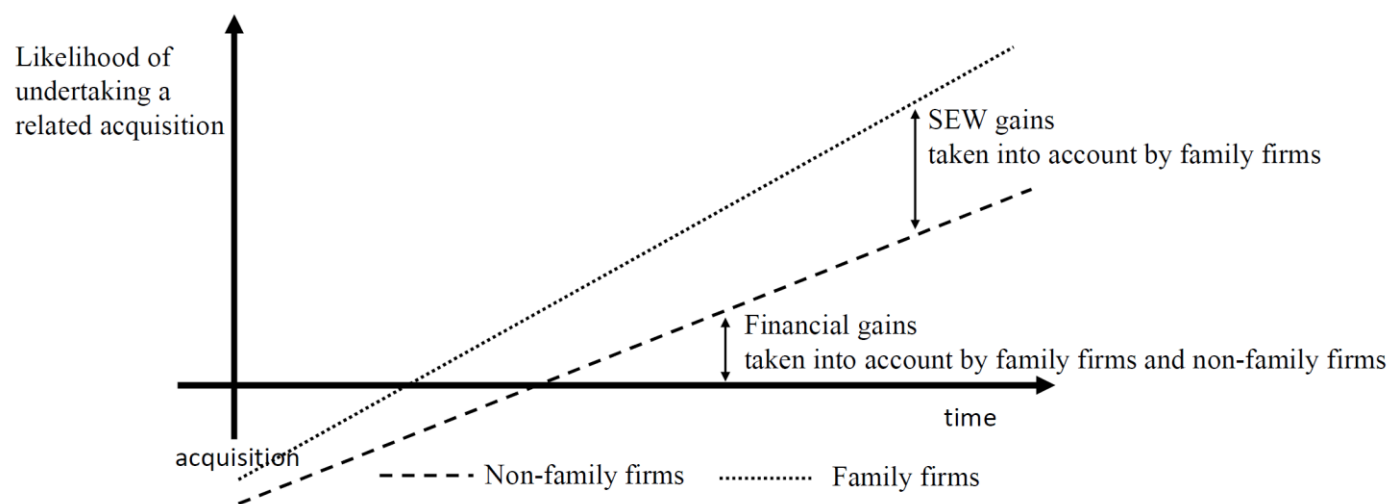 Likelihood of
undertaking a
related acquisition
SEW gains
taken into account by family firms
Financial gains
taken into account by family firms and non-family firms
time
acquisition
Non-family firms
Family firms